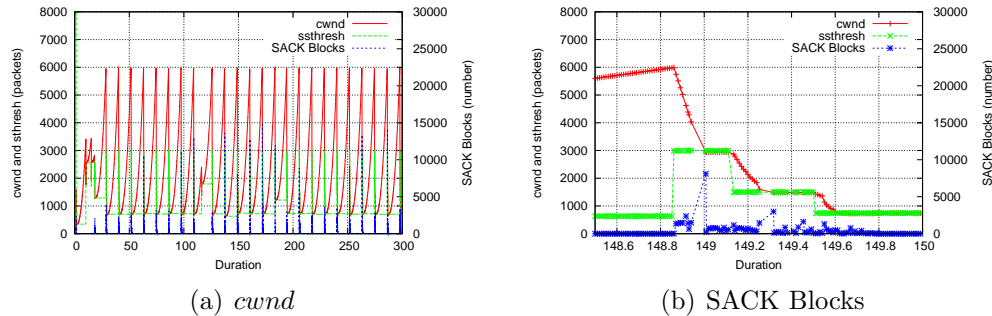 8000
7000
6000
5000
4000
3000
2000
1000
0
cwnd and sthresh (packets)
0 50 100 150 200 250 300
Duration
30000
25000
20000
15000
10000
5000
0
SACK Blocks (number)
cwnd
ssthresh
SACK Blocks
(a) cwnd
8000
7000
6000
5000
4000
3000
2000
1000
0
cwnd and sthresh (packets)
148.6 148.8 149 149.2 149.4 149.6 149.8 150
Duration
30000
25000
20000
15000
10000
5000
0
SACK Blocks (number)
cwnd
ssthresh
SACK Blocks
(b) SACK Blocks